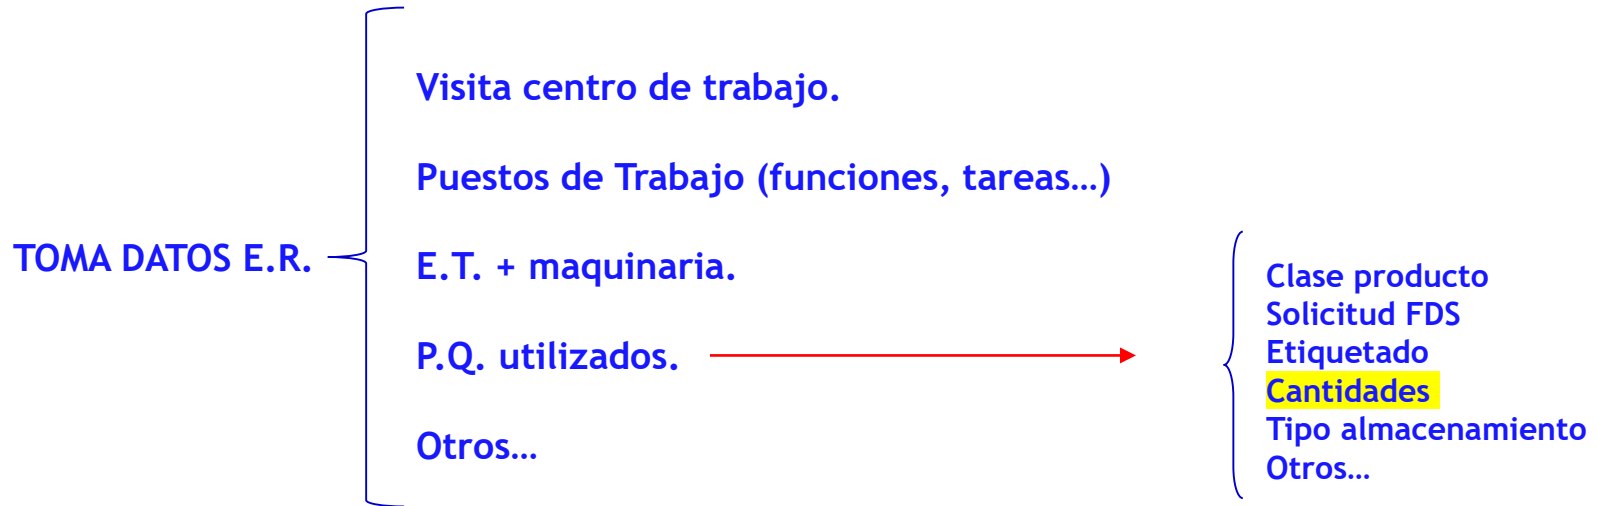 TOMA DATOS E.R.
Visita centro de trabajo.
Puestos de Trabajo (funciones, tareas…)
E.T. + maquinaria.
P.Q. utilizados.
Otros…
Clase producto
Solicitud FDS
Etiquetado
Cantidades
Tipo almacenamiento
Otros…